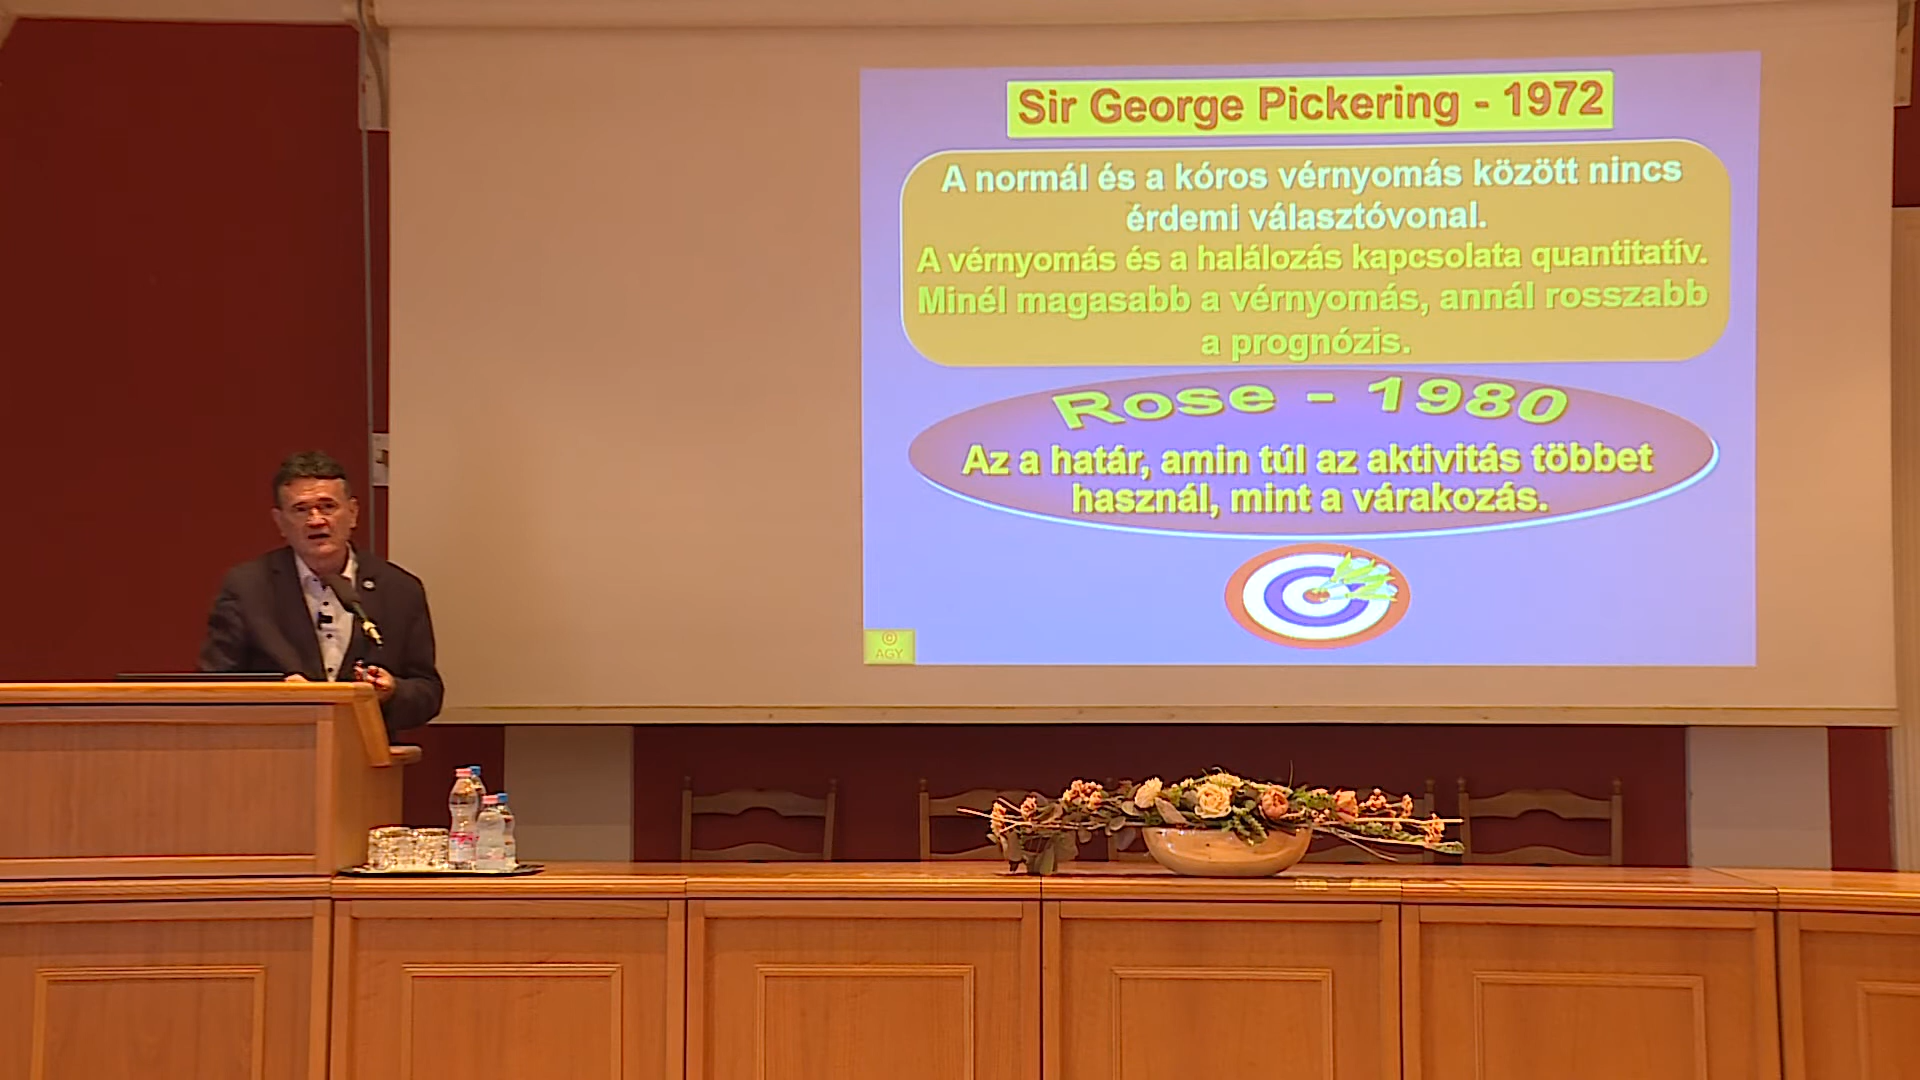 Sir George Pickering - 1972
A normál és a kóros vérnyomás között nincs
érdemi választóvonal.
A vérnyomás és a halálozás kapcsolata quantitatív.
Minél magasabb a vérnyomás, annál rosszabb
a prognózis.
Rose - 1980
Az a határ, amin túl az aktivitás többet
használ, mint a várakozás.
©
AGY